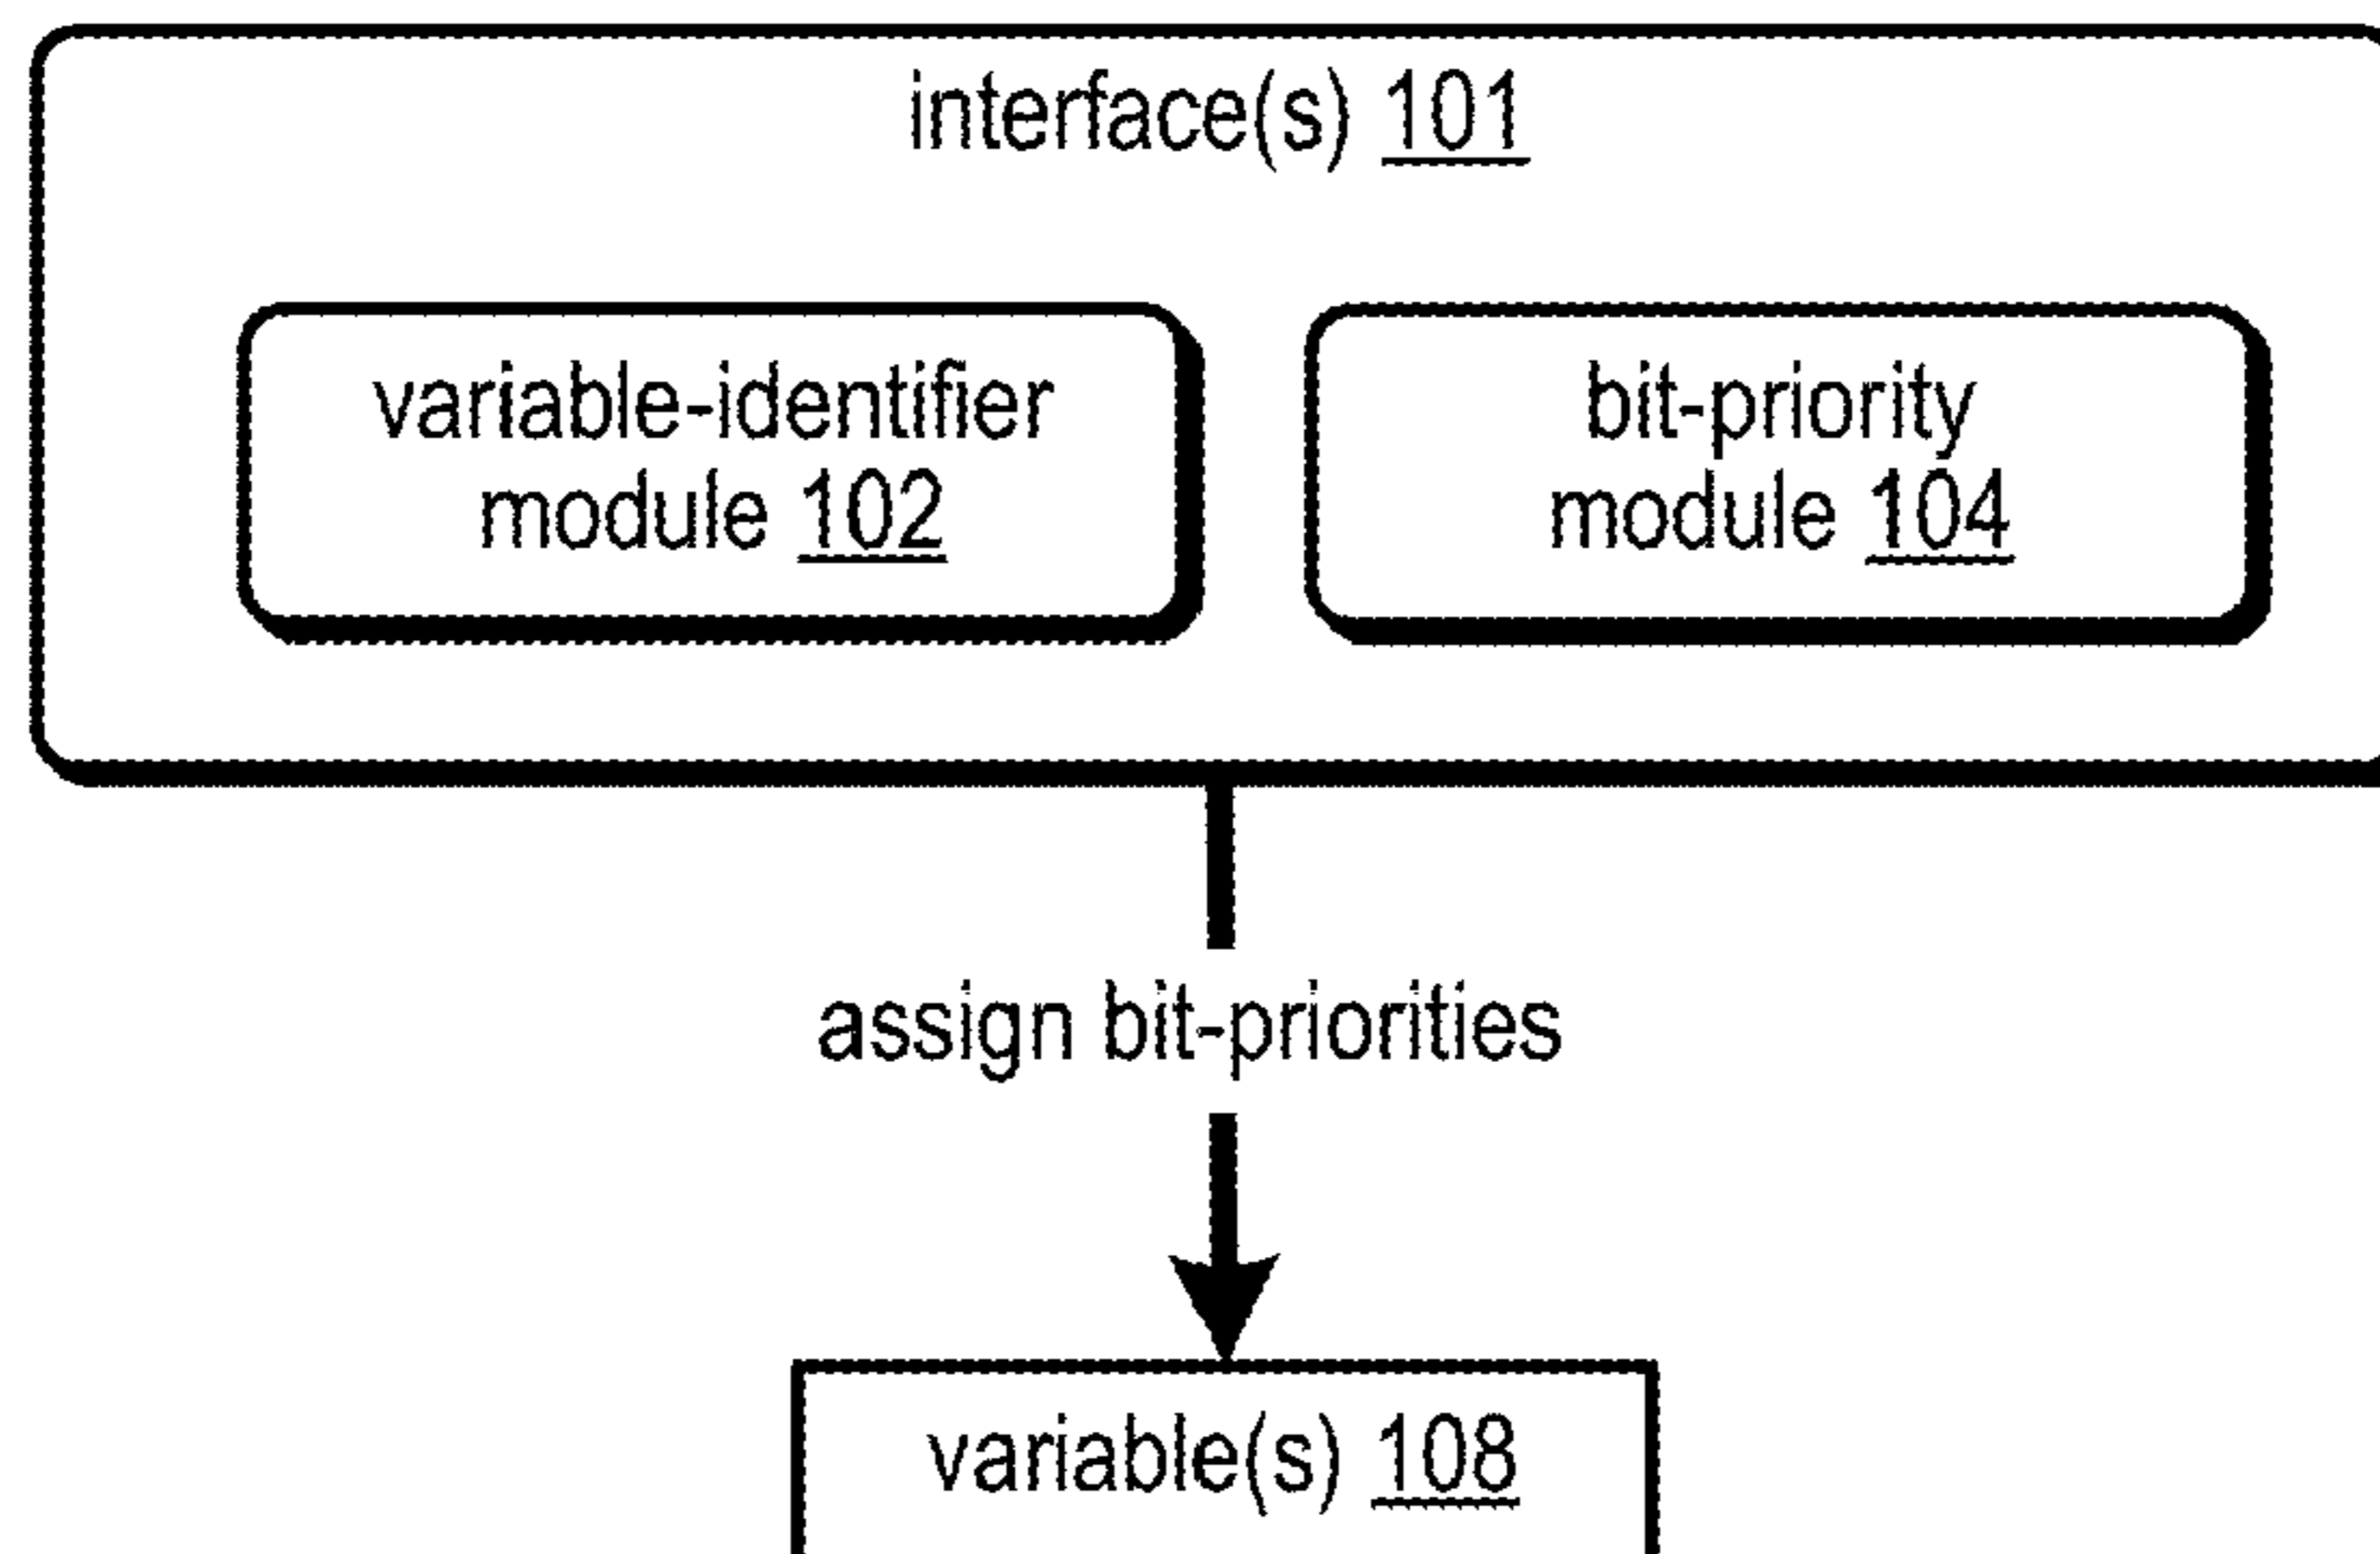 interface(s) 101
variable-identifier
module 102
bit-priority
module 104
assign bit-priorities
variable(s) 108